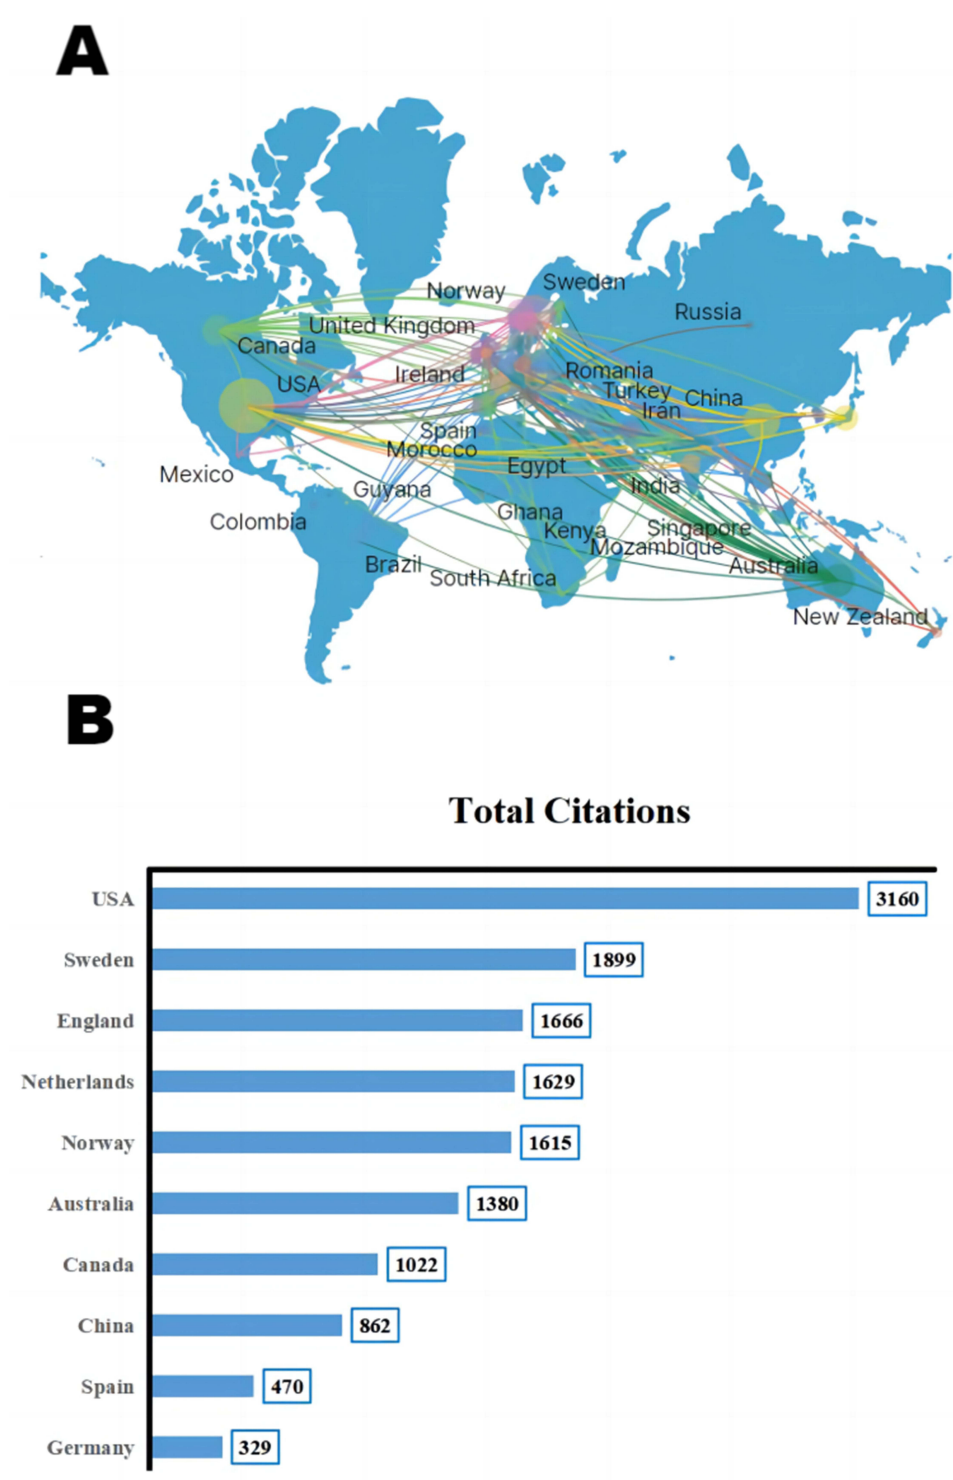 A
Norway
Sweden
Russia
United Kingdom
Canada
Ireland
USA
Romania
Turkey
China
Iran
Spain
Morocco
Egypt
Mexico
Guyana
India
Colombia
Ghana
Kenya
Singapore
Mozambique
Brazil
South Africa
Australia
New Zealand
B
Total Citations
USA 3160
Sweden 1899
England 1666
Netherlands 1629
Norway 1615
Australia 1380
Canada 1022
China 862
Spain 470
Germany 329